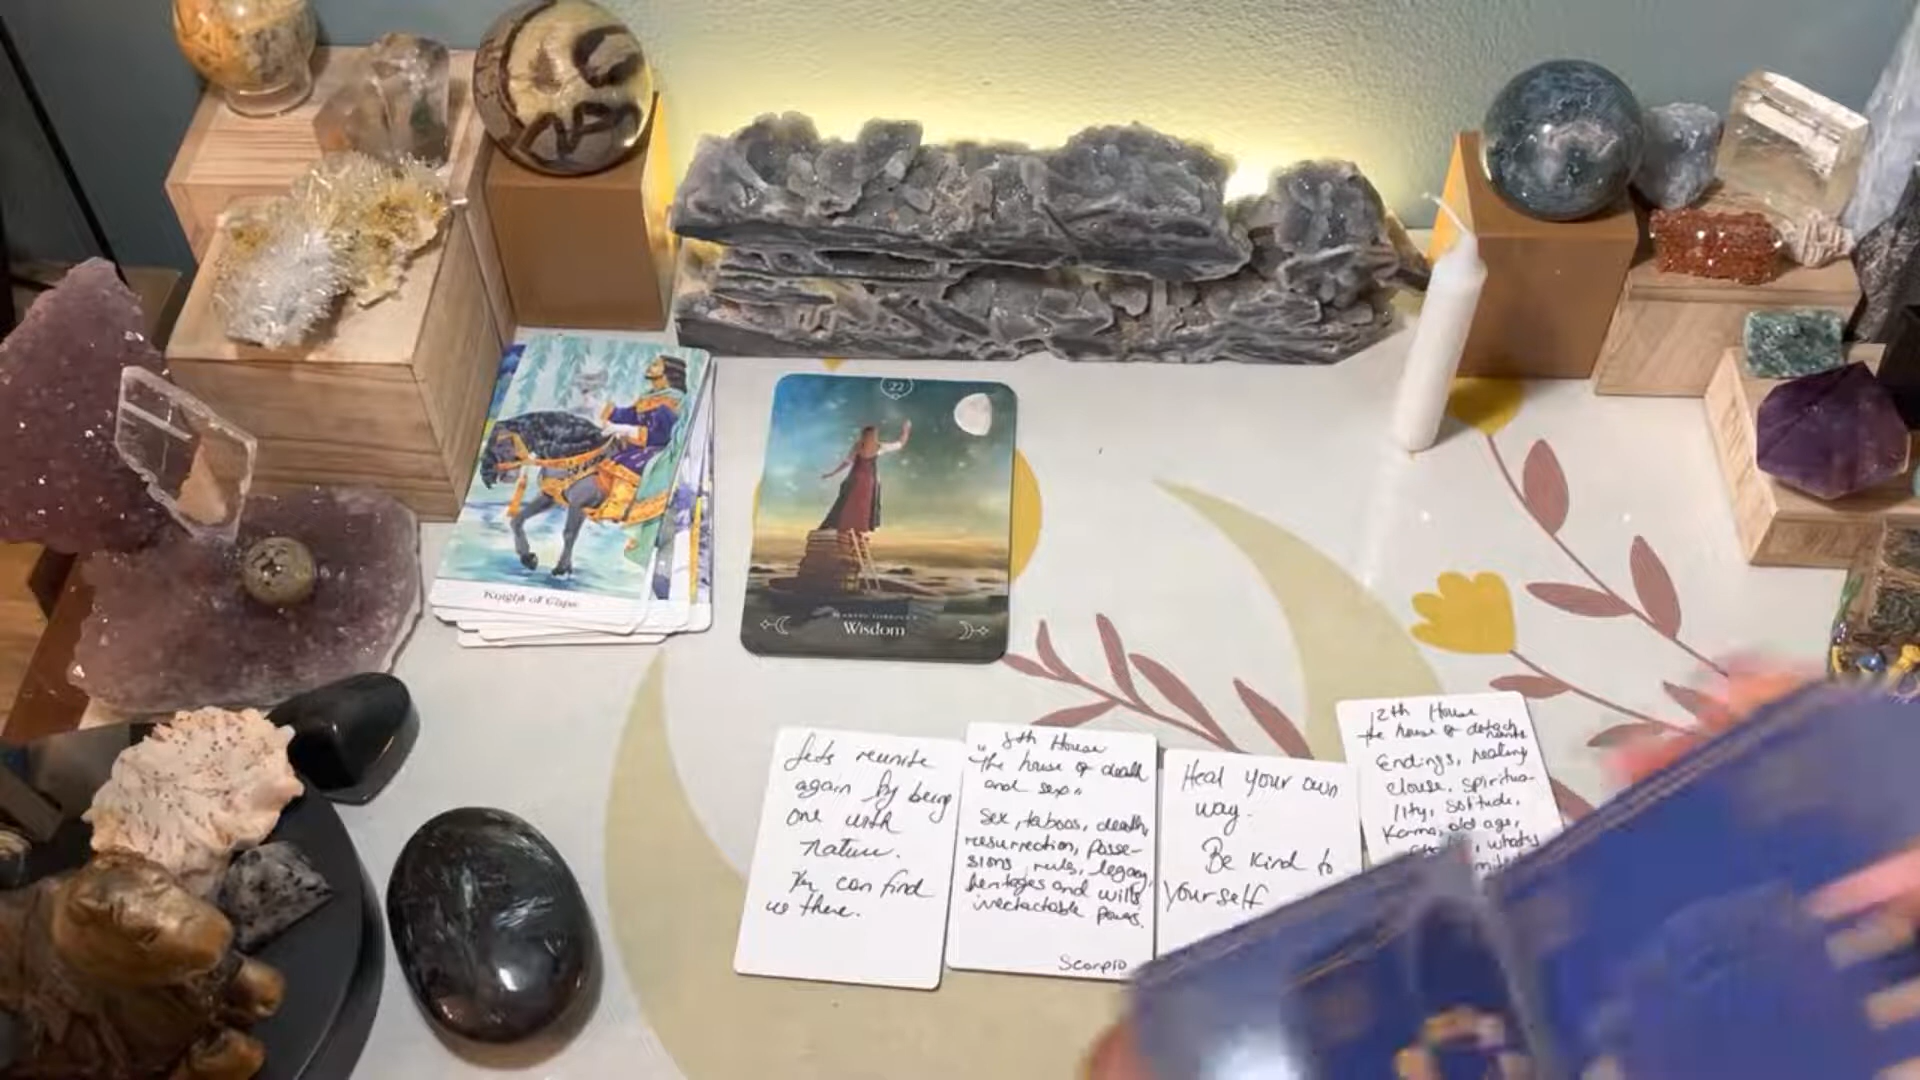 Knight of Cups
22
Wisdom
Lets reunite
again by being
one with
nature.
You can find
us there.
8th House
"the house of death
and sex"
Sex, taboos, death,
resurrection, posse-
sions, rules, legacy,
heritages and wills,
Scorpio
Heal your own
way.
Be kind to
yourself
12th House
the house of
Endings, healing
closure, spiritua-
lity, solitude,
Karma, old age,
, whats